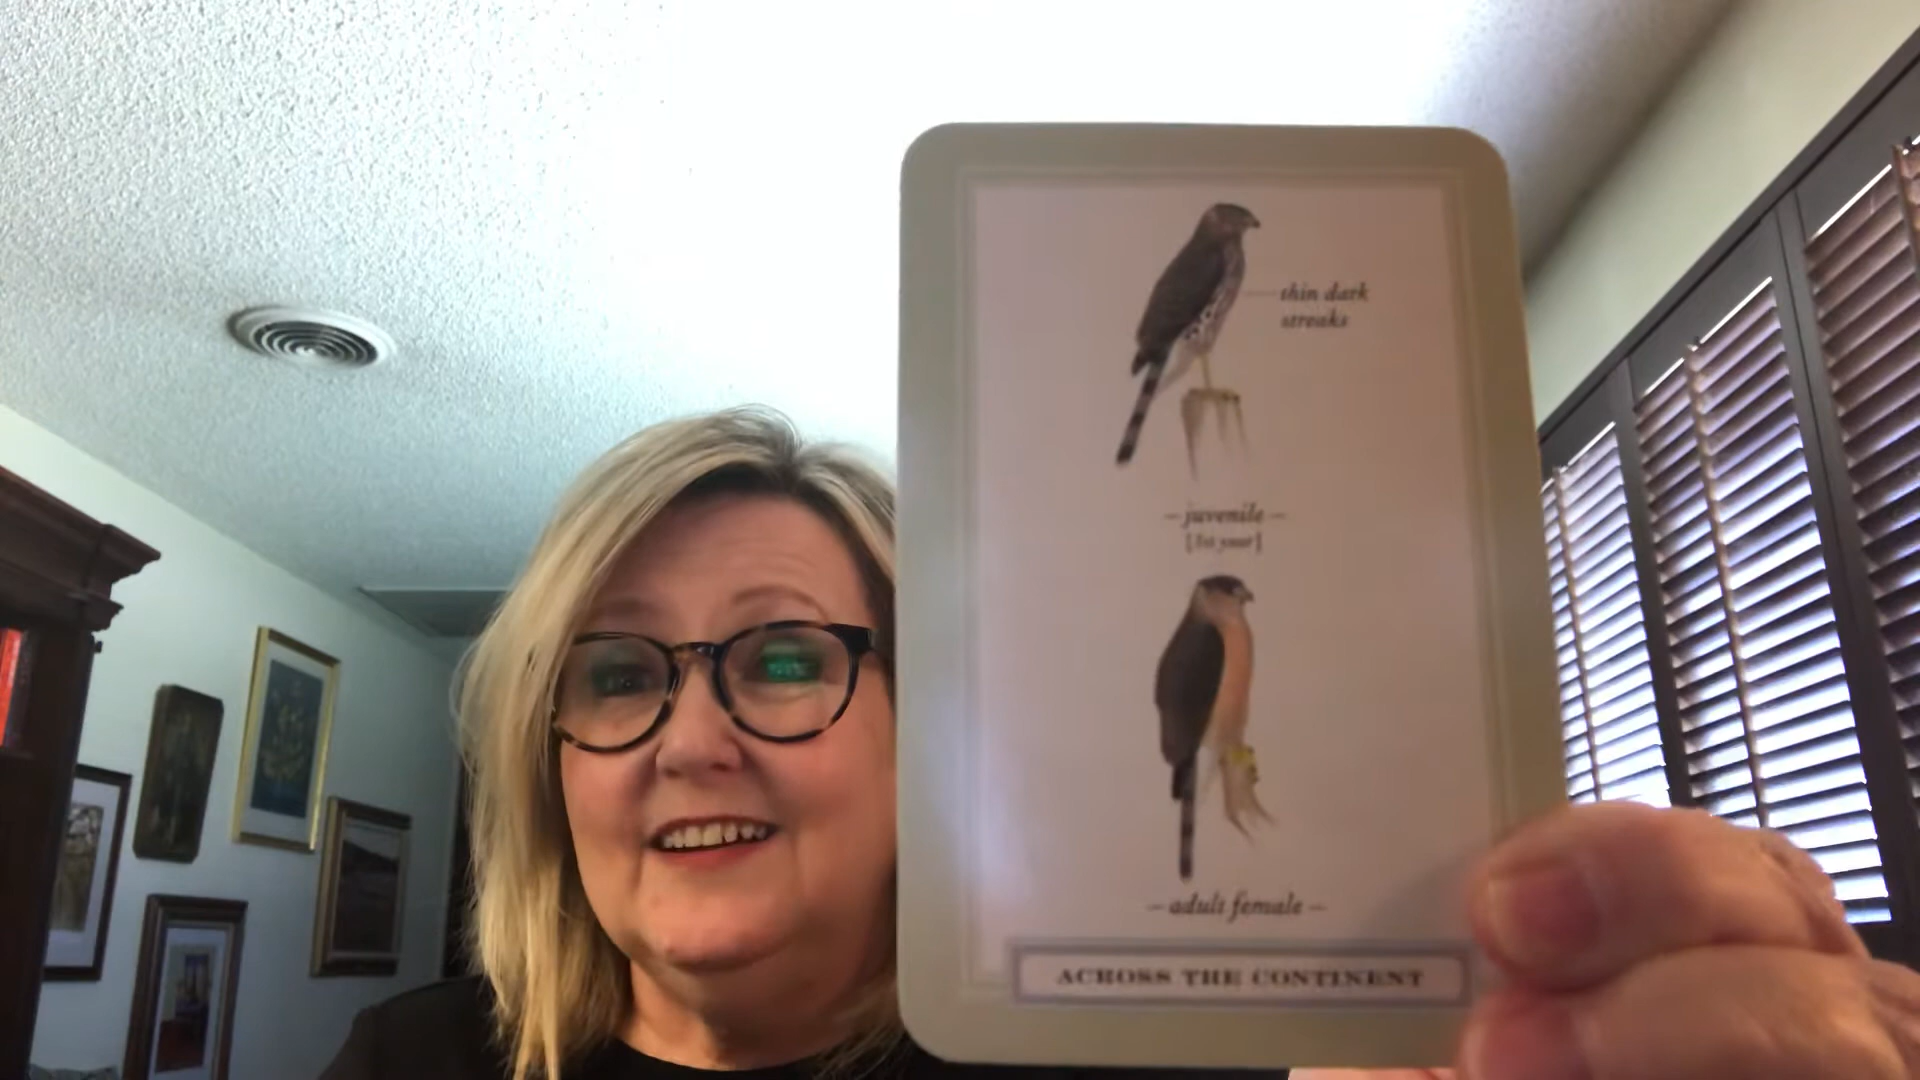 thin dark
streaks
– juvenile –
[1st year]
– adult female –
ACROSS THE CONTINENT